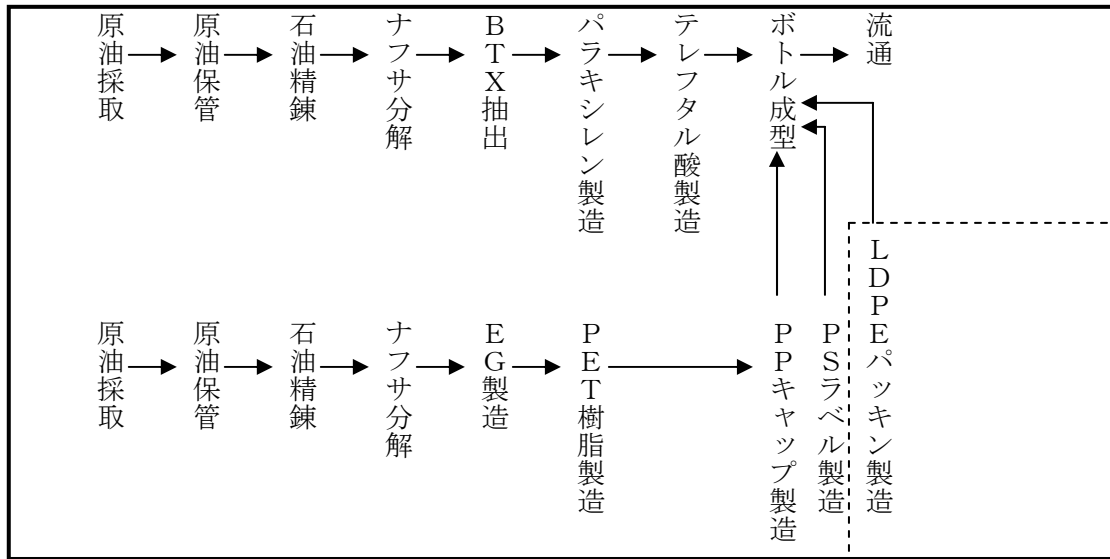 原油採取
原油保管
石油精錬
ナフサ分解
BTX抽出
パラキシレン製造
テレフタル酸製造
ボトル成型
流通
原油採取
原油保管
石油精錬
ナフサ分解
EG製造
PET樹脂製造
PPキャップ製造
PSラベル製造
LDPEパッキン製造